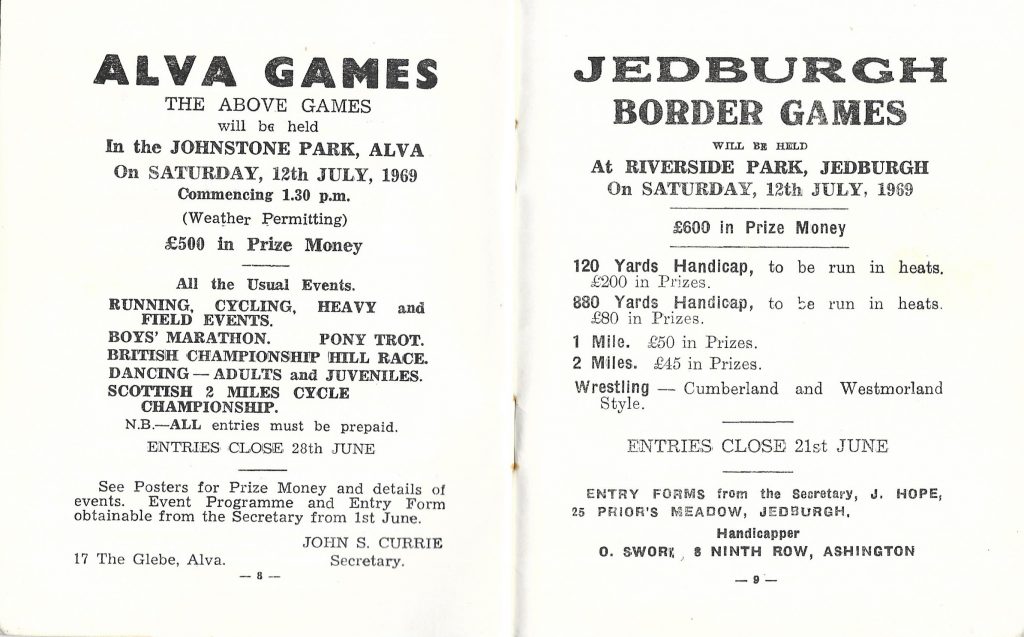 ALVA GAMES
THE ABOVE GAMES
will be held
In the JOHNSTONE PARK, ALVA
On SATURDAY, 12th JULY, 1969
Commencing 1.30 p.m.
(Weather Permitting)
£500 in Prize Money
All the Usual Events.
RUNNING, CYCLING, HEAVY and
FIELD EVENTS.
BOYS' MARATHON. PONY TROT.
BRITISH CHAMPIONSHIP HILL RACE.
DANCING — ADULTS and JUVENILES.
SCOTTISH 2 MILES CYCLE
CHAMPIONSHIP.
N.B.—ALL entries must be prepaid.
ENTRIES CLOSE 28th JUNE
See Posters for Prize Money and details of
events. Event Programme and Entry Form
obtainable from the Secretary from 1st June.
JOHN S. CURRIE
17 The Glebe, Alva. Secretary.
— 8 —
JEDBURGH
BORDER GAMES
WILL BE HELD
At RIVERSIDE PARK, JEDBURGH
On SATURDAY, 12th JULY, 1969
£600 in Prize Money
120 Yards Handicap, to be run in heats.
£200 in Prizes.
880 Yards Handicap, to be run in heats.
£80 in Prizes.
1 Mile. £50 in Prizes.
2 Miles. £45 in Prizes.
Wrestling — Cumberland and Westmorland
Style.
ENTRIES CLOSE 21st JUNE
ENTRY FORMS from the Secretary, J. HOPE,
25 PRIOR'S MEADOW, JEDBURGH.
Handicapper
O. SWORK, 8 NINTH ROW, ASHINGTON
— 9 —